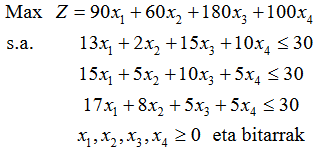 Max Z = 90x₁ + 60x₂ + 180x₃ + 100x₄
s.a. 13x₁ + 2x₂ + 15x₃ + 10x₄ ≤ 30
15x₁ + 5x₂ + 10x₃ + 5x₄ ≤ 30
17x₁ + 8x₂ + 5x₃ + 5x₄ ≤ 30
x₁, x₂, x₃, x₄ ≥ 0 eta bitarrak